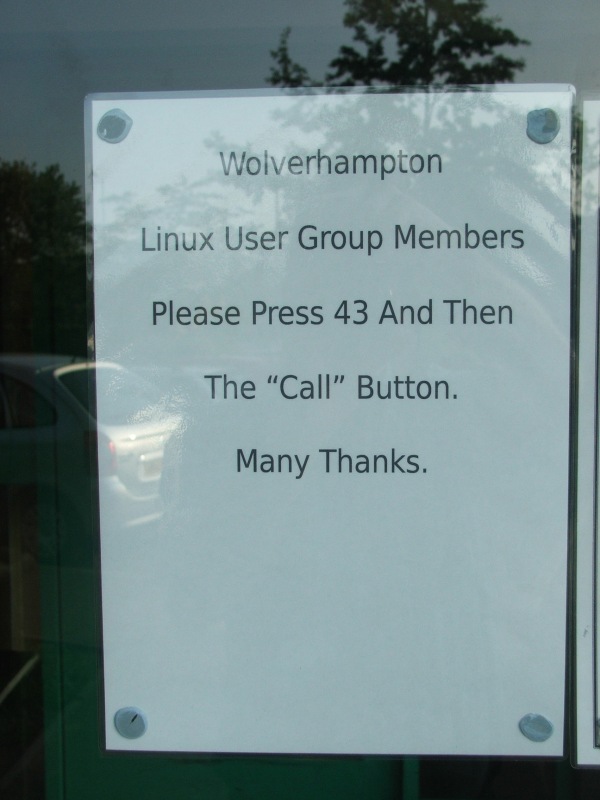 Wolverhampton
Linux User Group Members
Please Press 43 And Then
The “Call” Button.
Many Thanks.